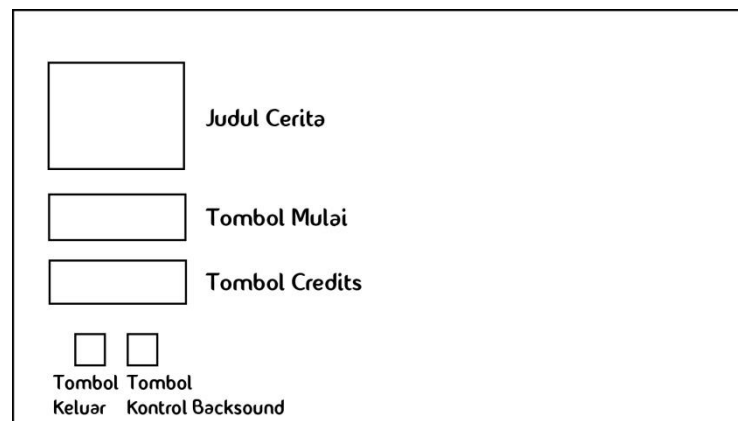 Judul Cerita
Tombol Mulai
Tombol Credits
Tombol Keluar
Tombol Kontrol Backsound